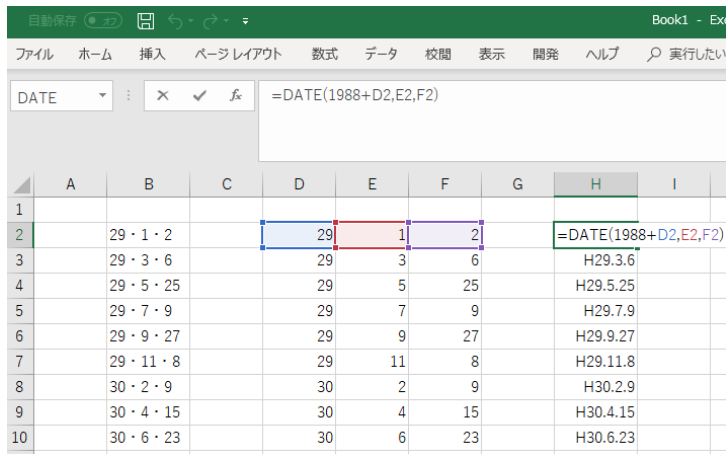 自動保存 オフ Book1 - Exc
ファイル ホーム 挿入 ページ レイアウト 数式 データ 校閲 表示 開発 ヘルプ 実行したい
DATE fx =DATE(1988+D2,E2,F2)
A B C D E F G H I
1
2 29・1・2 29 1 2 =DATE(1988+D2,E2,F2)
3 29・3・6 29 3 6 H29.3.6
4 29・5・25 29 5 25 H29.5.25
5 29・7・9 29 7 9 H29.7.9
6 29・9・27 29 9 27 H29.9.27
7 29・11・8 29 11 8 H29.11.8
8 30・2・9 30 2 9 H30.2.9
9 30・4・15 30 4 15 H30.4.15
10 30・6・23 30 6 23 H30.6.23